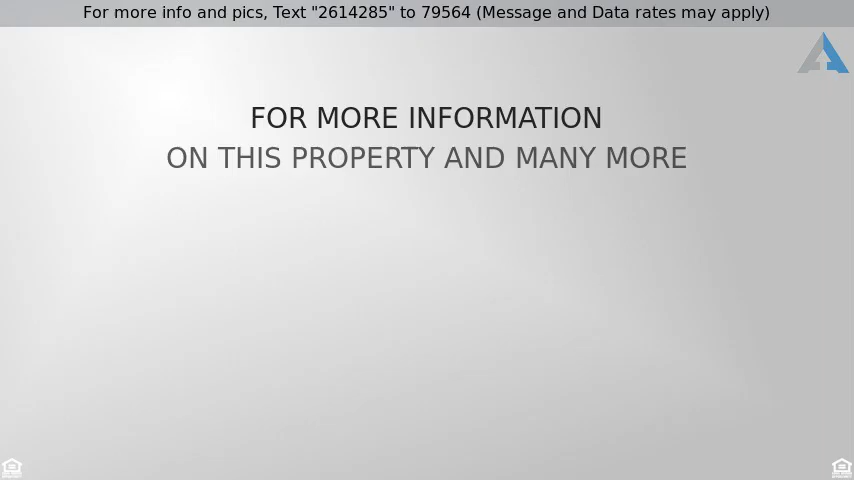 For more info and pics, Text "2614285" to 79564 (Message and Data rates may apply)
FOR MORE INFORMATION
ON THIS PROPERTY AND MANY MORE